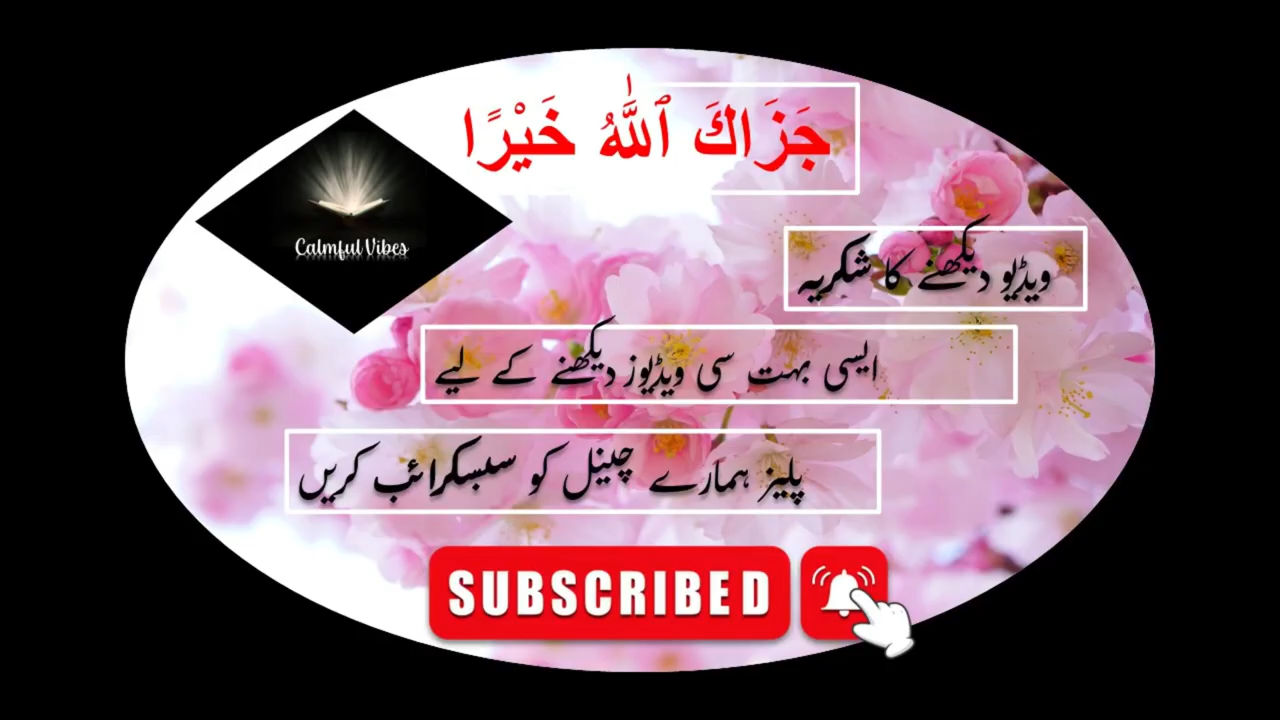 جَزَاكَ ٱللّٰهُ خَيْرًا
Calmful Vibes
ویڈیو دیکھنے کا شکریہ
ایسی بہت سی ویڈیوز دیکھنے کے لیے
پلیز ہمارے چینل کو سبسکرائب کریں
SUBSCRIBED